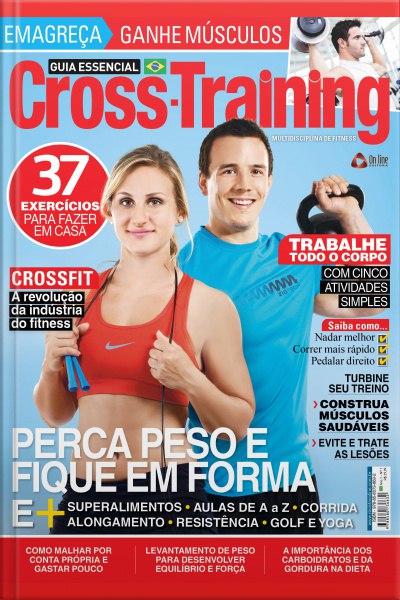 EMAGREÇA GANHE MÚSCULOS
GUIA ESSENCIAL
Cross-Training
MULTIDISCIPLINA DE FITNESS
On line
EDITORA
37
EXERCÍCIOS
PARA FAZER
EM CASA
CROSSFIT
A revolução
da indústria
do fitness
TRABALHE
TODO O CORPO
COM CINCO
ATIVIDADES
SIMPLES
Saiba como...
Nadar melhor
Correr mais rápido
Pedalar direito
TURBINE
SEU TREINO
› CONSTRUA
MÚSCULOS
SAUDÁVEIS
› EVITE E TRATE
AS LESÕES
PERCA PESO E
FIQUE EM FORMA
E + SUPERALIMENTOS • AULAS DE A a Z • CORRIDA
ALONGAMENTO • RESISTÊNCIA • GOLF E YOGA
COMO MALHAR POR
CONTA PRÓPRIA E
GASTAR POUCO
LEVANTAMENTO DE PESO
PARA DESENVOLVER
EQUILÍBRIO E FORÇA
A IMPORTÂNCIA DOS
CARBOIDRATOS E DA
GORDURA NA DIETA